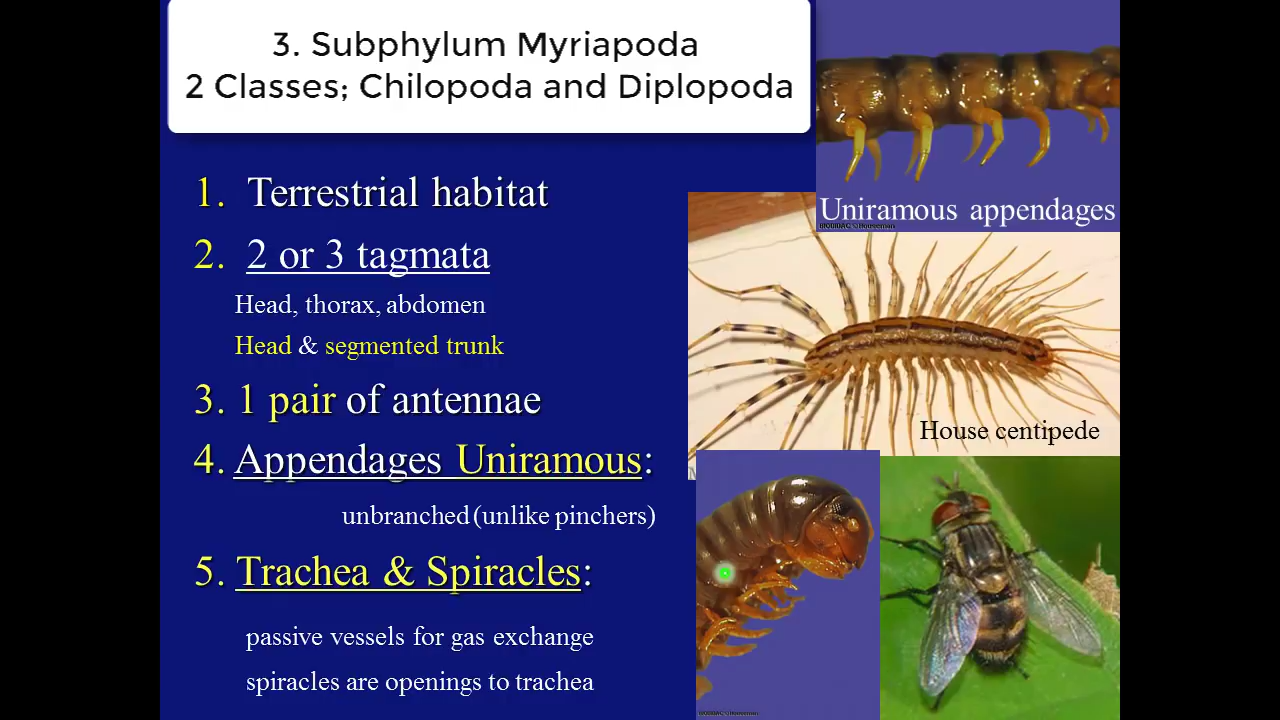 3. Subphylum Myriapoda
2 Classes; Chilopoda and Diplopoda
1. Terrestrial habitat
2. 2 or 3 tagmata
Head, thorax, abdomen
Head & segmented trunk
3. 1 pair of antennae
4. Appendages Uniramous:
unbranched (unlike pinchers)
5. Trachea & Spiracles:
passive vessels for gas exchange
spiracles are openings to trachea
Uniramous appendages
House centipede